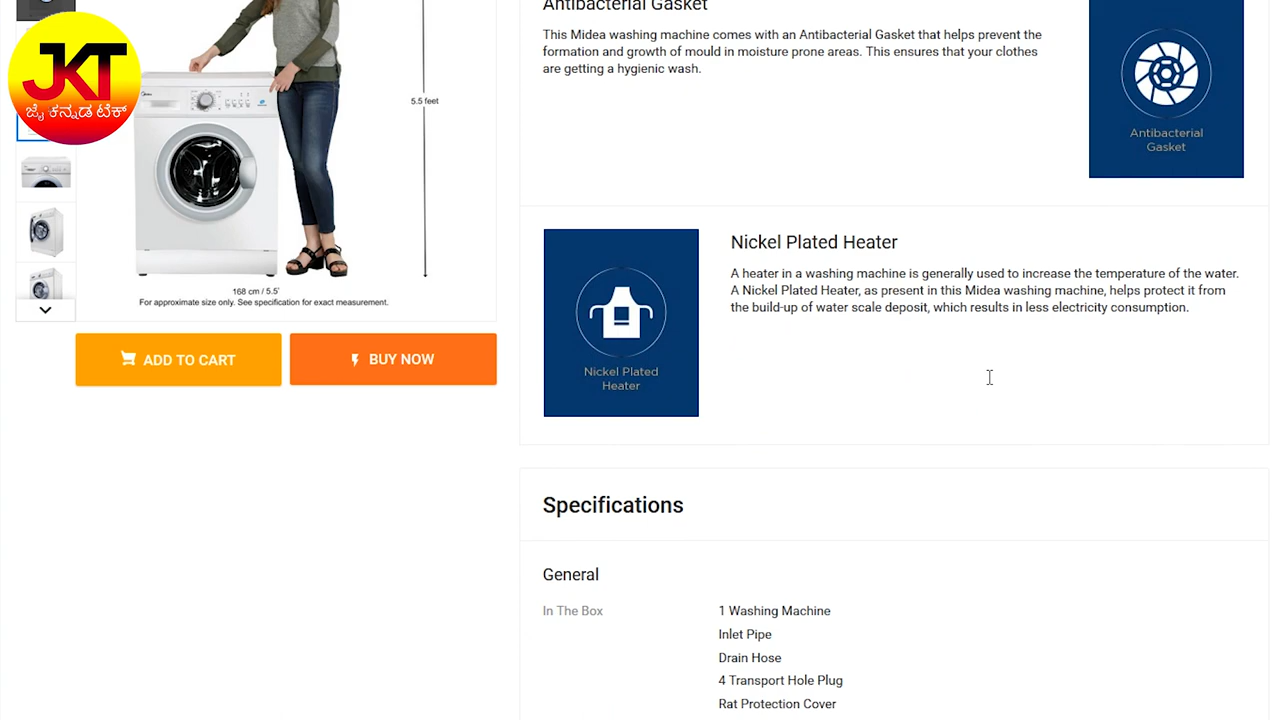 JKT
ಜೈ ಕನ್ನಡ ಟೆಕ್
5.5 feet
168 cm / 5.5'
For approximate size only. See specification for exact measurement.
ADD TO CART
BUY NOW
Antibacterial Gasket
This Midea washing machine comes with an Antibacterial Gasket that helps prevent the
formation and growth of mould in moisture prone areas. This ensures that your clothes
are getting a hygienic wash.
Antibacterial
Gasket
Nickel Plated
Heater
Nickel Plated Heater
A heater in a washing machine is generally used to increase the temperature of the water.
A Nickel Plated Heater, as present in this Midea washing machine, helps protect it from
the build-up of water scale deposit, which results in less electricity consumption.
Specifications
General
In The Box
1 Washing Machine
Inlet Pipe
Drain Hose
4 Transport Hole Plug
Rat Protection Cover